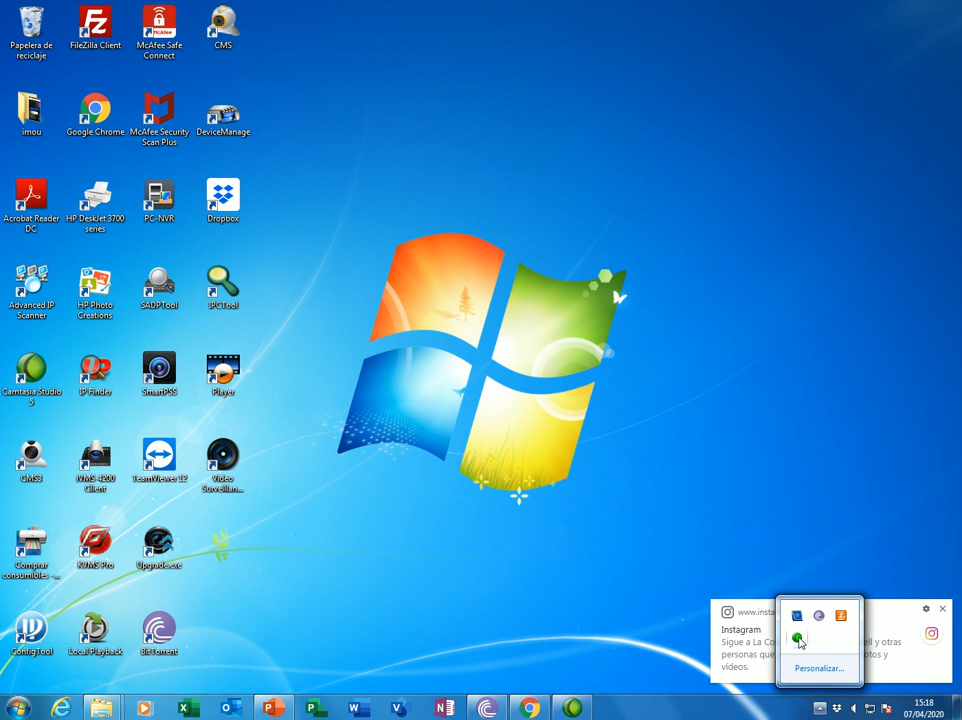 Papelera de
reciclaje
FileZilla Client
McAfee Safe
Connect
CMS
imou
Google Chrome
McAfee Security
Scan Plus
DeviceManage
Acrobat Reader
DC
HP DeskJet 3700
series
PC-NVR
Dropbox
Advanced IP
Scanner
HP Photo
Creations
SADPTool
IPCTool
Camtasia Studio
5
IP Finder
SmartPSS
Player
CMS3
iVMS-4200
Client
TeamViewer 12
Video
Surveillan...
Comprar
consumibles -...
KVMS Pro
Upgrade.exe
ConfigTool
Local Playback
BitTorrent
www.insta
Instagram
Sigue a La Co
ell y otras
personas que
otos y
vídeos.
Personalizar...
15:18
07/04/2020